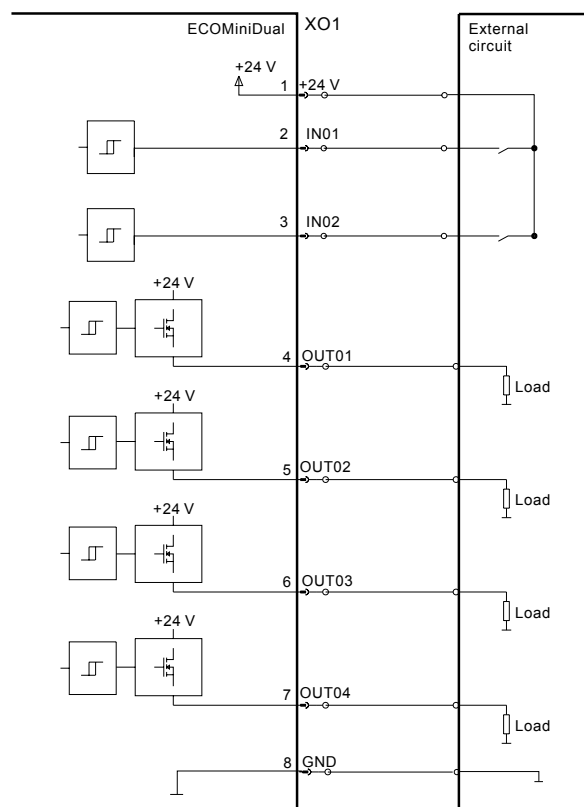 ECOMiniDual
XO1
External
circuit
+24 V
1
+24 V
2
IN01
3
IN02
+24 V
4
OUT01
Load
+24 V
5
OUT02
Load
+24 V
6
OUT03
Load
+24 V
7
OUT04
Load
8
GND